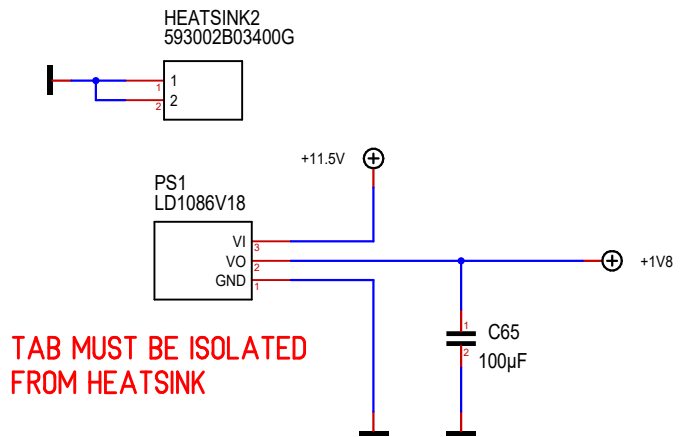 HEATSINK2
593002B03400G
1
1
2
2
+11.5V
PS1
LD1086V18
VI
3
VO
2
+1V8
GND
1
1
C65
2
100µF
TAB MUST BE ISOLATED
FROM HEATSINK